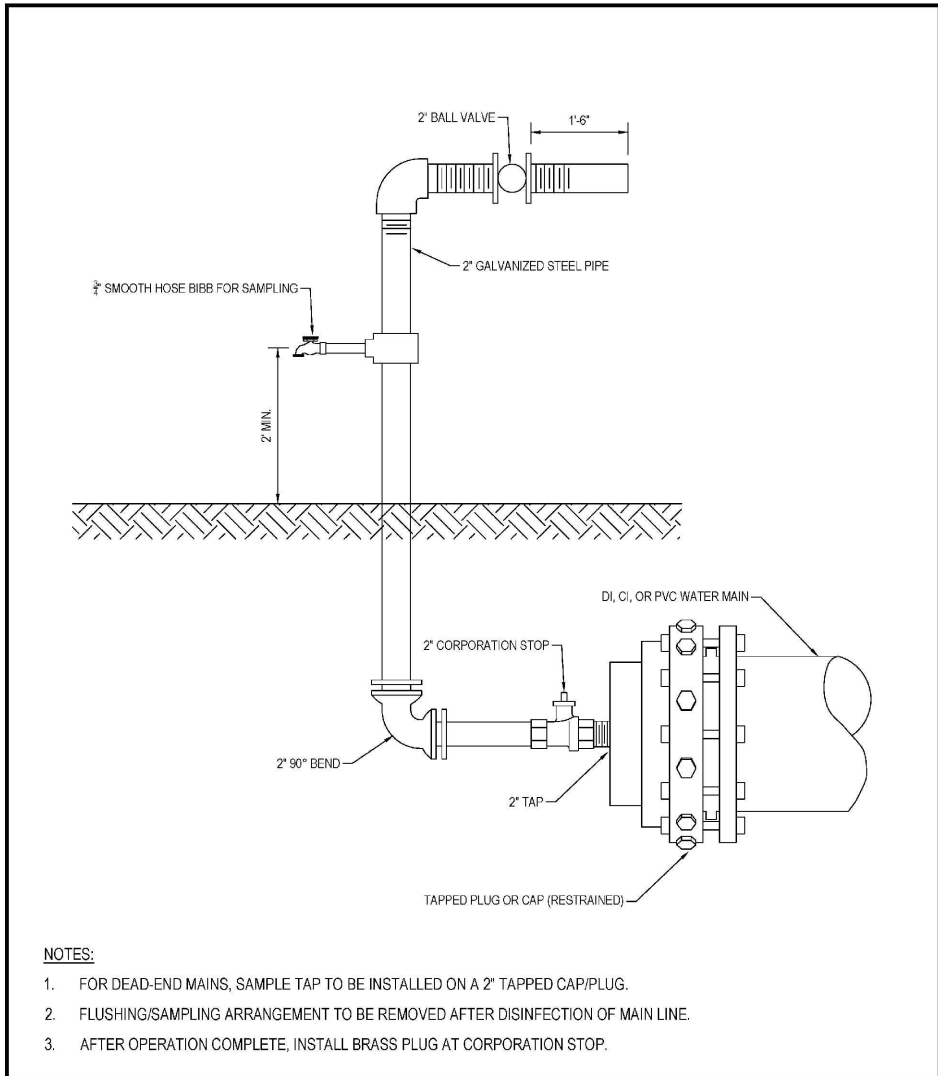 2" BALL VALVE
1'-6"
2" GALVANIZED STEEL PIPE
3/4" SMOOTH HOSE BIBB FOR SAMPLING
2' MIN.
DI, CI, OR PVC WATER MAIN
2" CORPORATION STOP
2" 90° BEND
2" TAP
TAPPED PLUG OR CAP (RESTRAINED)
NOTES:
1. FOR DEAD-END MAINS, SAMPLE TAP TO BE INSTALLED ON A 2" TAPPED CAP/PLUG.
2. FLUSHING/SAMPLING ARRANGEMENT TO BE REMOVED AFTER DISINFECTION OF MAIN LINE.
3. AFTER OPERATION COMPLETE, INSTALL BRASS PLUG AT CORPORATION STOP.